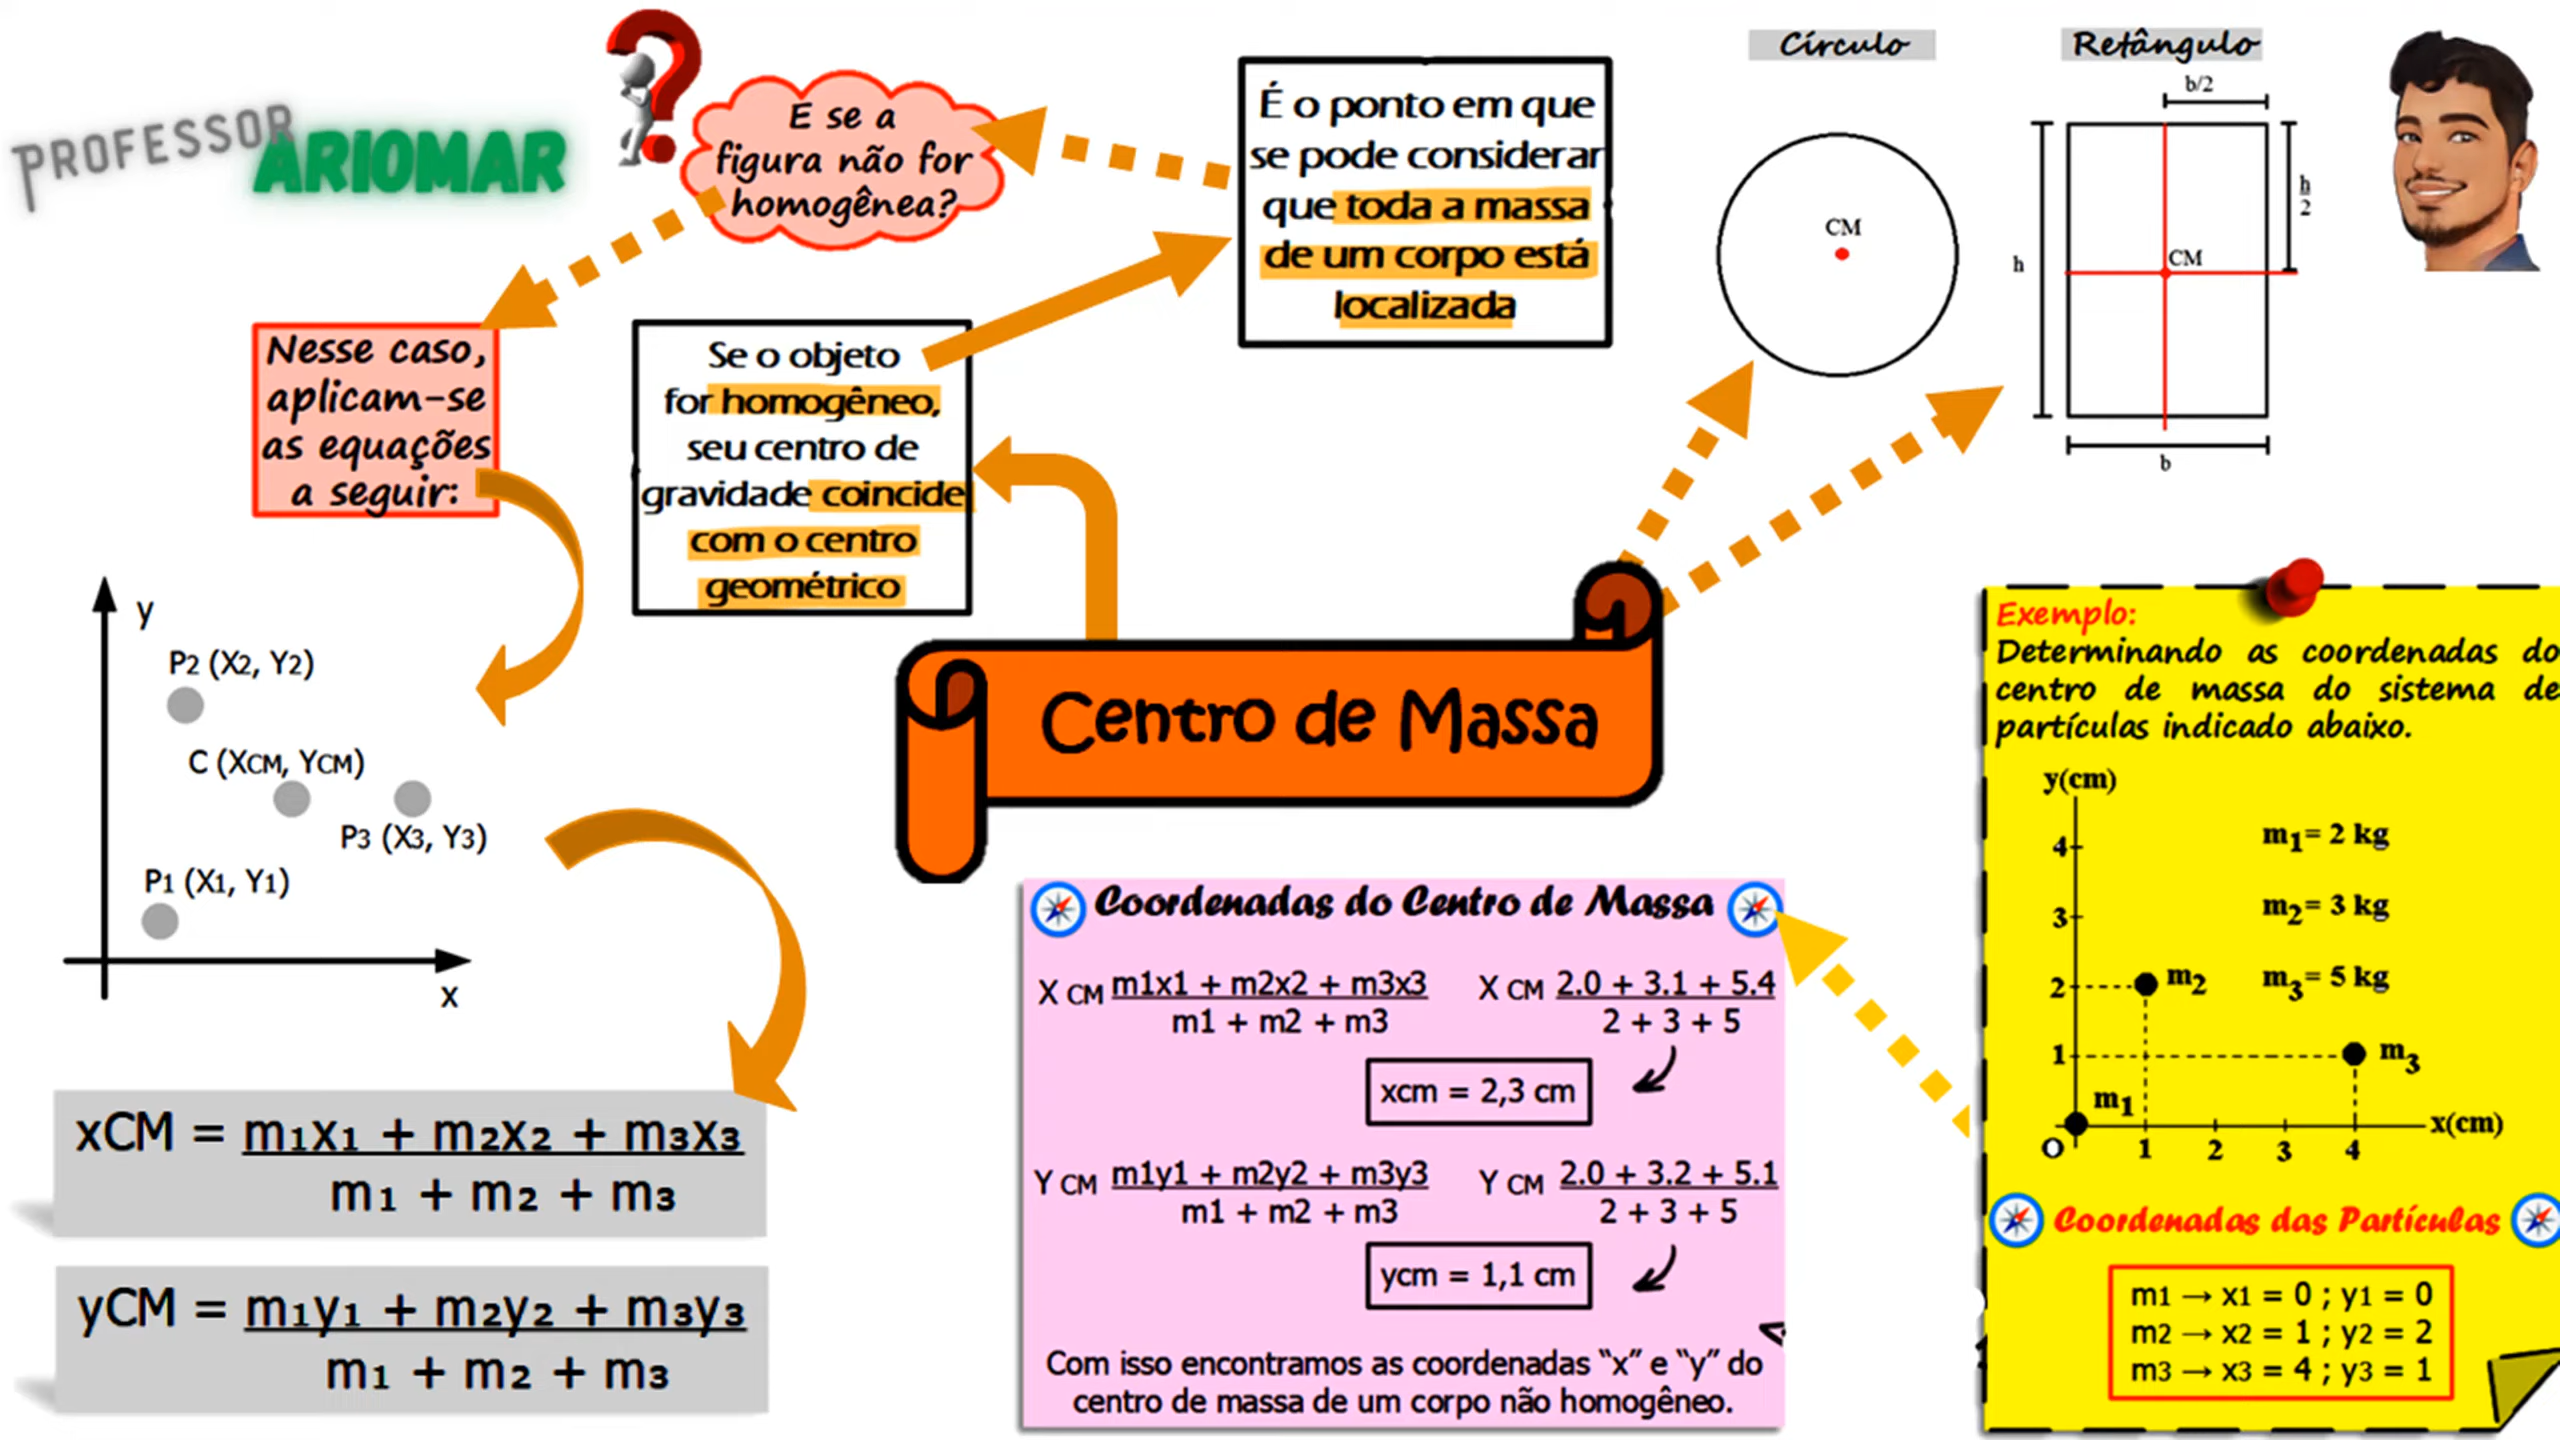 PROFESSOR
ARIOMAR
E se a
figura não for
homogênea?
É o ponto em que
se pode considerar
que toda a massa
de um corpo está
localizada
Círculo
CM
Retângulo
b/2
h
h
2
CM
b
Nesse caso,
aplicam-se
as equações
a seguir:
Se o objeto
for homogêneo,
seu centro de
gravidade coincide
com o centro
geométrico
y
P2 (X2, Y2)
C (XCM, YCM)
P3 (X3, Y3)
P1 (X1, Y1)
x
Centro de Massa
xCM = m₁x₁ + m₂x₂ + m₃x₃
m₁ + m₂ + m₃
yCM = m₁y₁ + m₂y₂ + m₃y₃
m₁ + m₂ + m₃
Coordenadas do Centro de Massa
X CM m1x1 + m2x2 + m3x3
m1 + m2 + m3
X CM 2.0 + 3.1 + 5.4
2 + 3 + 5
xcm = 2,3 cm
Y CM m1y1 + m2y2 + m3y3
m1 + m2 + m3
Y CM 2.0 + 3.2 + 5.1
2 + 3 + 5
ycm = 1,1 cm
Com isso encontramos as coordenadas “x” e “y” do
centro de massa de um corpo não homogêneo.
Exemplo:
Determinando as coordenadas do
centro de massa do sistema de
partículas indicado abaixo.
y(cm)
4
3
2
1
O
1 2 3 4
x(cm)
m₁
m₂
m₃
m₁= 2 kg
m₂= 3 kg
m₃= 5 kg
Coordenadas das Partículas
m1 → x1 = 0 ; y1 = 0
m2 → x2 = 1 ; y2 = 2
m3 → x3 = 4 ; y3 = 1